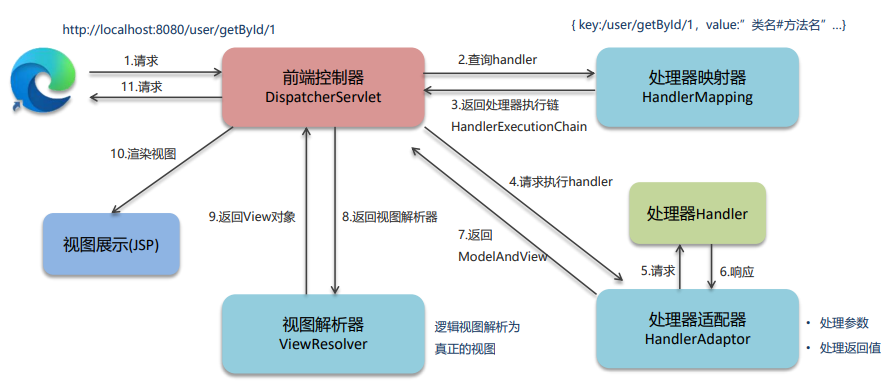 http://localhost:8080/user/getById/1
{ key:/user/getById/1，value:”类名#方法名”...}
1.请求
11.请求
前端控制器
DispatcherServlet
2.查询handler
3.返回处理器执行链
HandlerExecutionChain
处理器映射器
HandlerMapping
10.渲染视图
4.请求执行handler
处理器Handler
9.返回View对象
8.返回视图解析器
7.返回
ModelAndView
视图展示(JSP)
5.请求
6.响应
视图解析器
ViewResolver
逻辑视图解析为
真正的视图
处理器适配器
HandlerAdaptor
• 处理参数
• 处理返回值